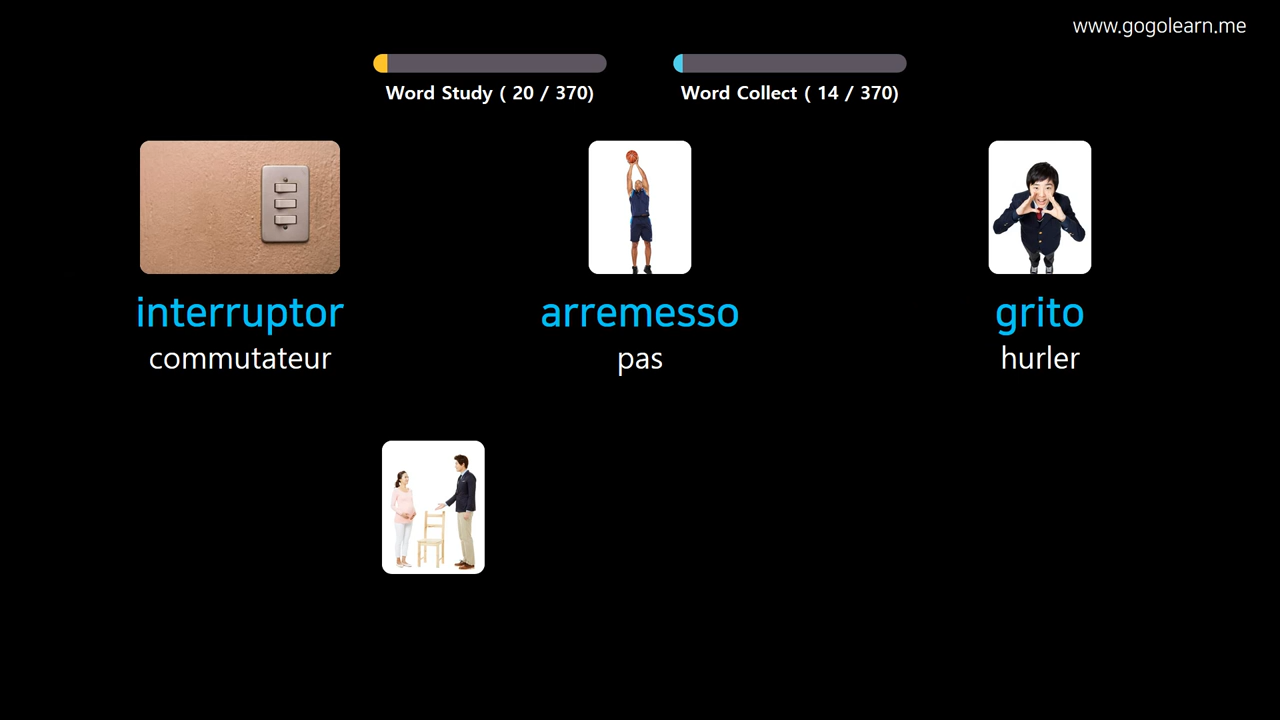 www.gogolearn.me
Word Study ( 20 / 370)
Word Collect ( 14 / 370)
interruptor
commutateur
arremesso
pas
grito
hurler